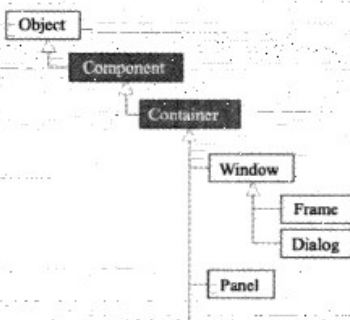 Object
Component
Container
Window
Frame
Dialog
Panel